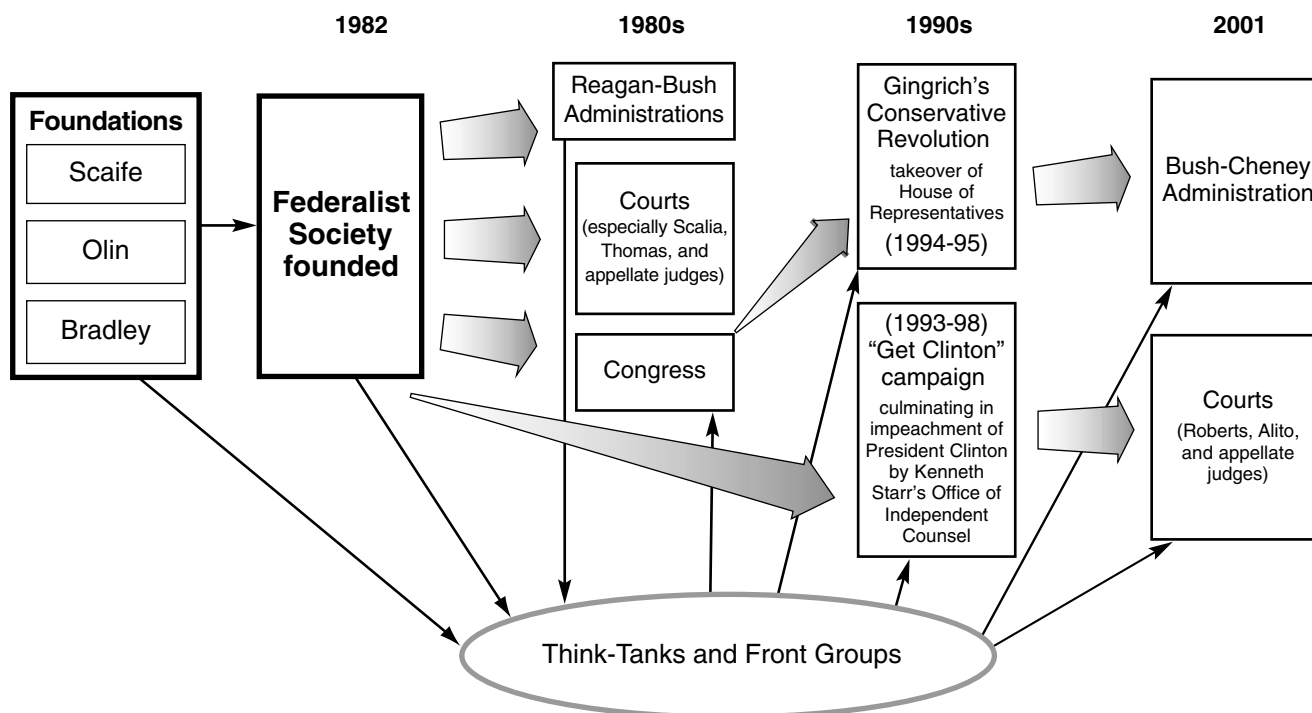 1982
1980s
1990s
2001
Foundations
Scaife
Olin
Bradley
Federalist
Society
founded
Reagan-Bush
Administrations
Courts
(especially Scalia,
Thomas, and
appellate judges)
Congress
Gingrich's
Conservative
Revolution
takeover of
House of
Representatives
(1994-95)
(1993-98)
“Get Clinton”
campaign
culminating in
impeachment of
President Clinton
by Kenneth
Starr's Office of
Independent
Counsel
Bush-Cheney
Administration
Courts
(Roberts, Alito,
and appellate
judges)
Think-Tanks and Front Groups